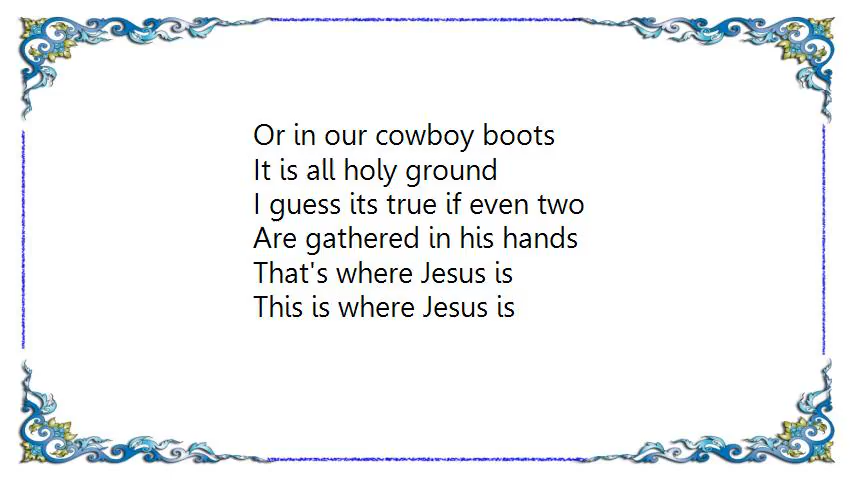 Or in our cowboy boots
It is all holy ground
I guess its true if even two
Are gathered in his hands
That's where Jesus is
This is where Jesus is